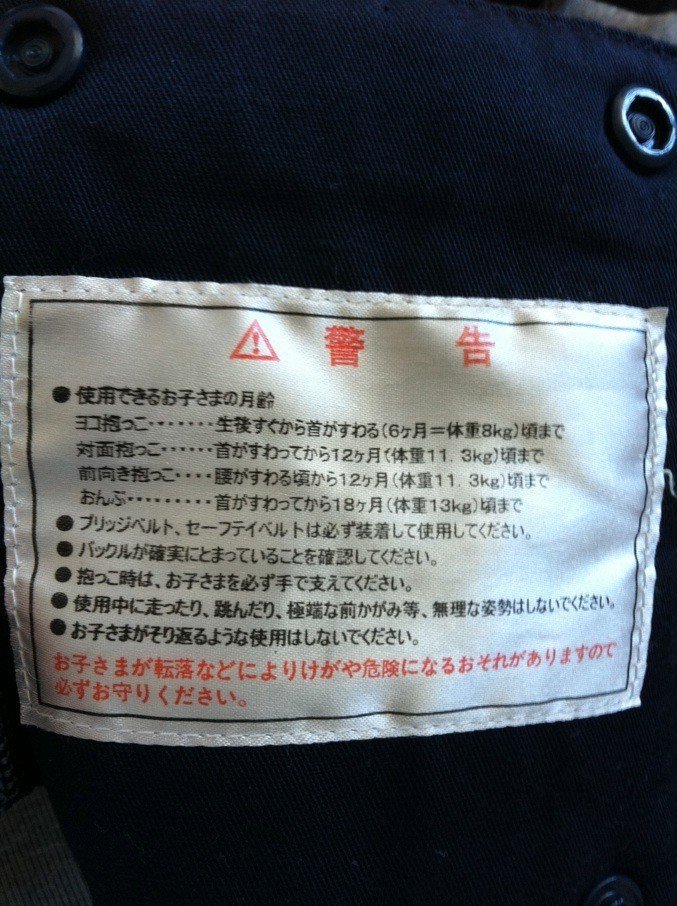 ⚠ 警告
●使用できるお子さまの月齢
ヨコ抱っこ・・・・・・・生後すぐから首がすわる(6ヶ月＝体重8kg)頃まで
対面抱っこ・・・・・・首がすわってから12ヶ月(体重11.3kg)頃まで
前向き抱っこ・・・・腰がすわる頃から12ヶ月(体重11.3kg)頃まで
おんぶ・・・・・・・・・首がすわってから18ヶ月(体重13kg)頃まで
●ブリッジベルト、セーフテイベルトは必ず装着して使用してください。
●バックルが確実にとまっていることを確認してください。
●抱っこ時は、お子さまを必ず手で支えてください。
●使用中に走ったり、跳んだり、極端な前かがみ等、無理な姿勢はしないでください。
●お子さまがそり返るような使用はしないでください。
お子さまが転落などによりけがや危険になるおそれがありますので
必ずお守りください。